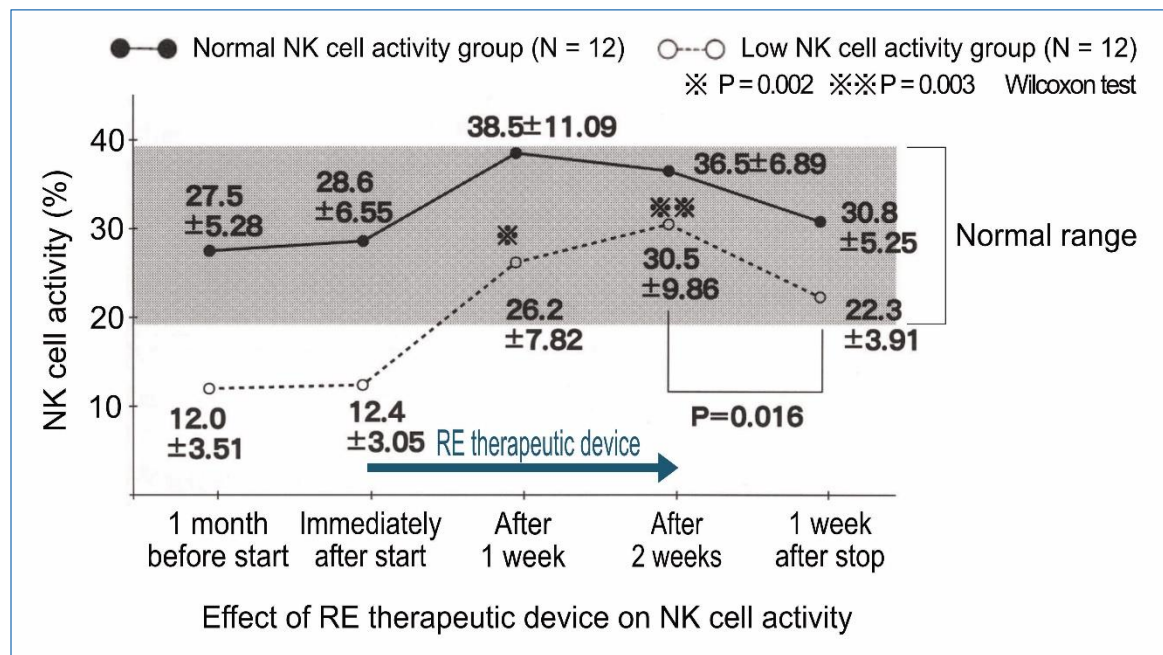 Normal NK cell activity group (N = 12)
Low NK cell activity group (N = 12)
※ P = 0.002 ※※ P = 0.003 Wilcoxon test
NK cell activity (%)
40
30
20
10
27.5
±5.28
28.6
±6.55
38.5±11.09
36.5±6.89
30.8
±5.25
※
※※
12.0
±3.51
12.4
±3.05
26.2
±7.82
30.5
±9.86
22.3
±3.91
Normal range
P=0.016
RE therapeutic device
1 month
before start
Immediately
after start
After
1 week
After
2 weeks
1 week
after stop
Effect of RE therapeutic device on NK cell activity